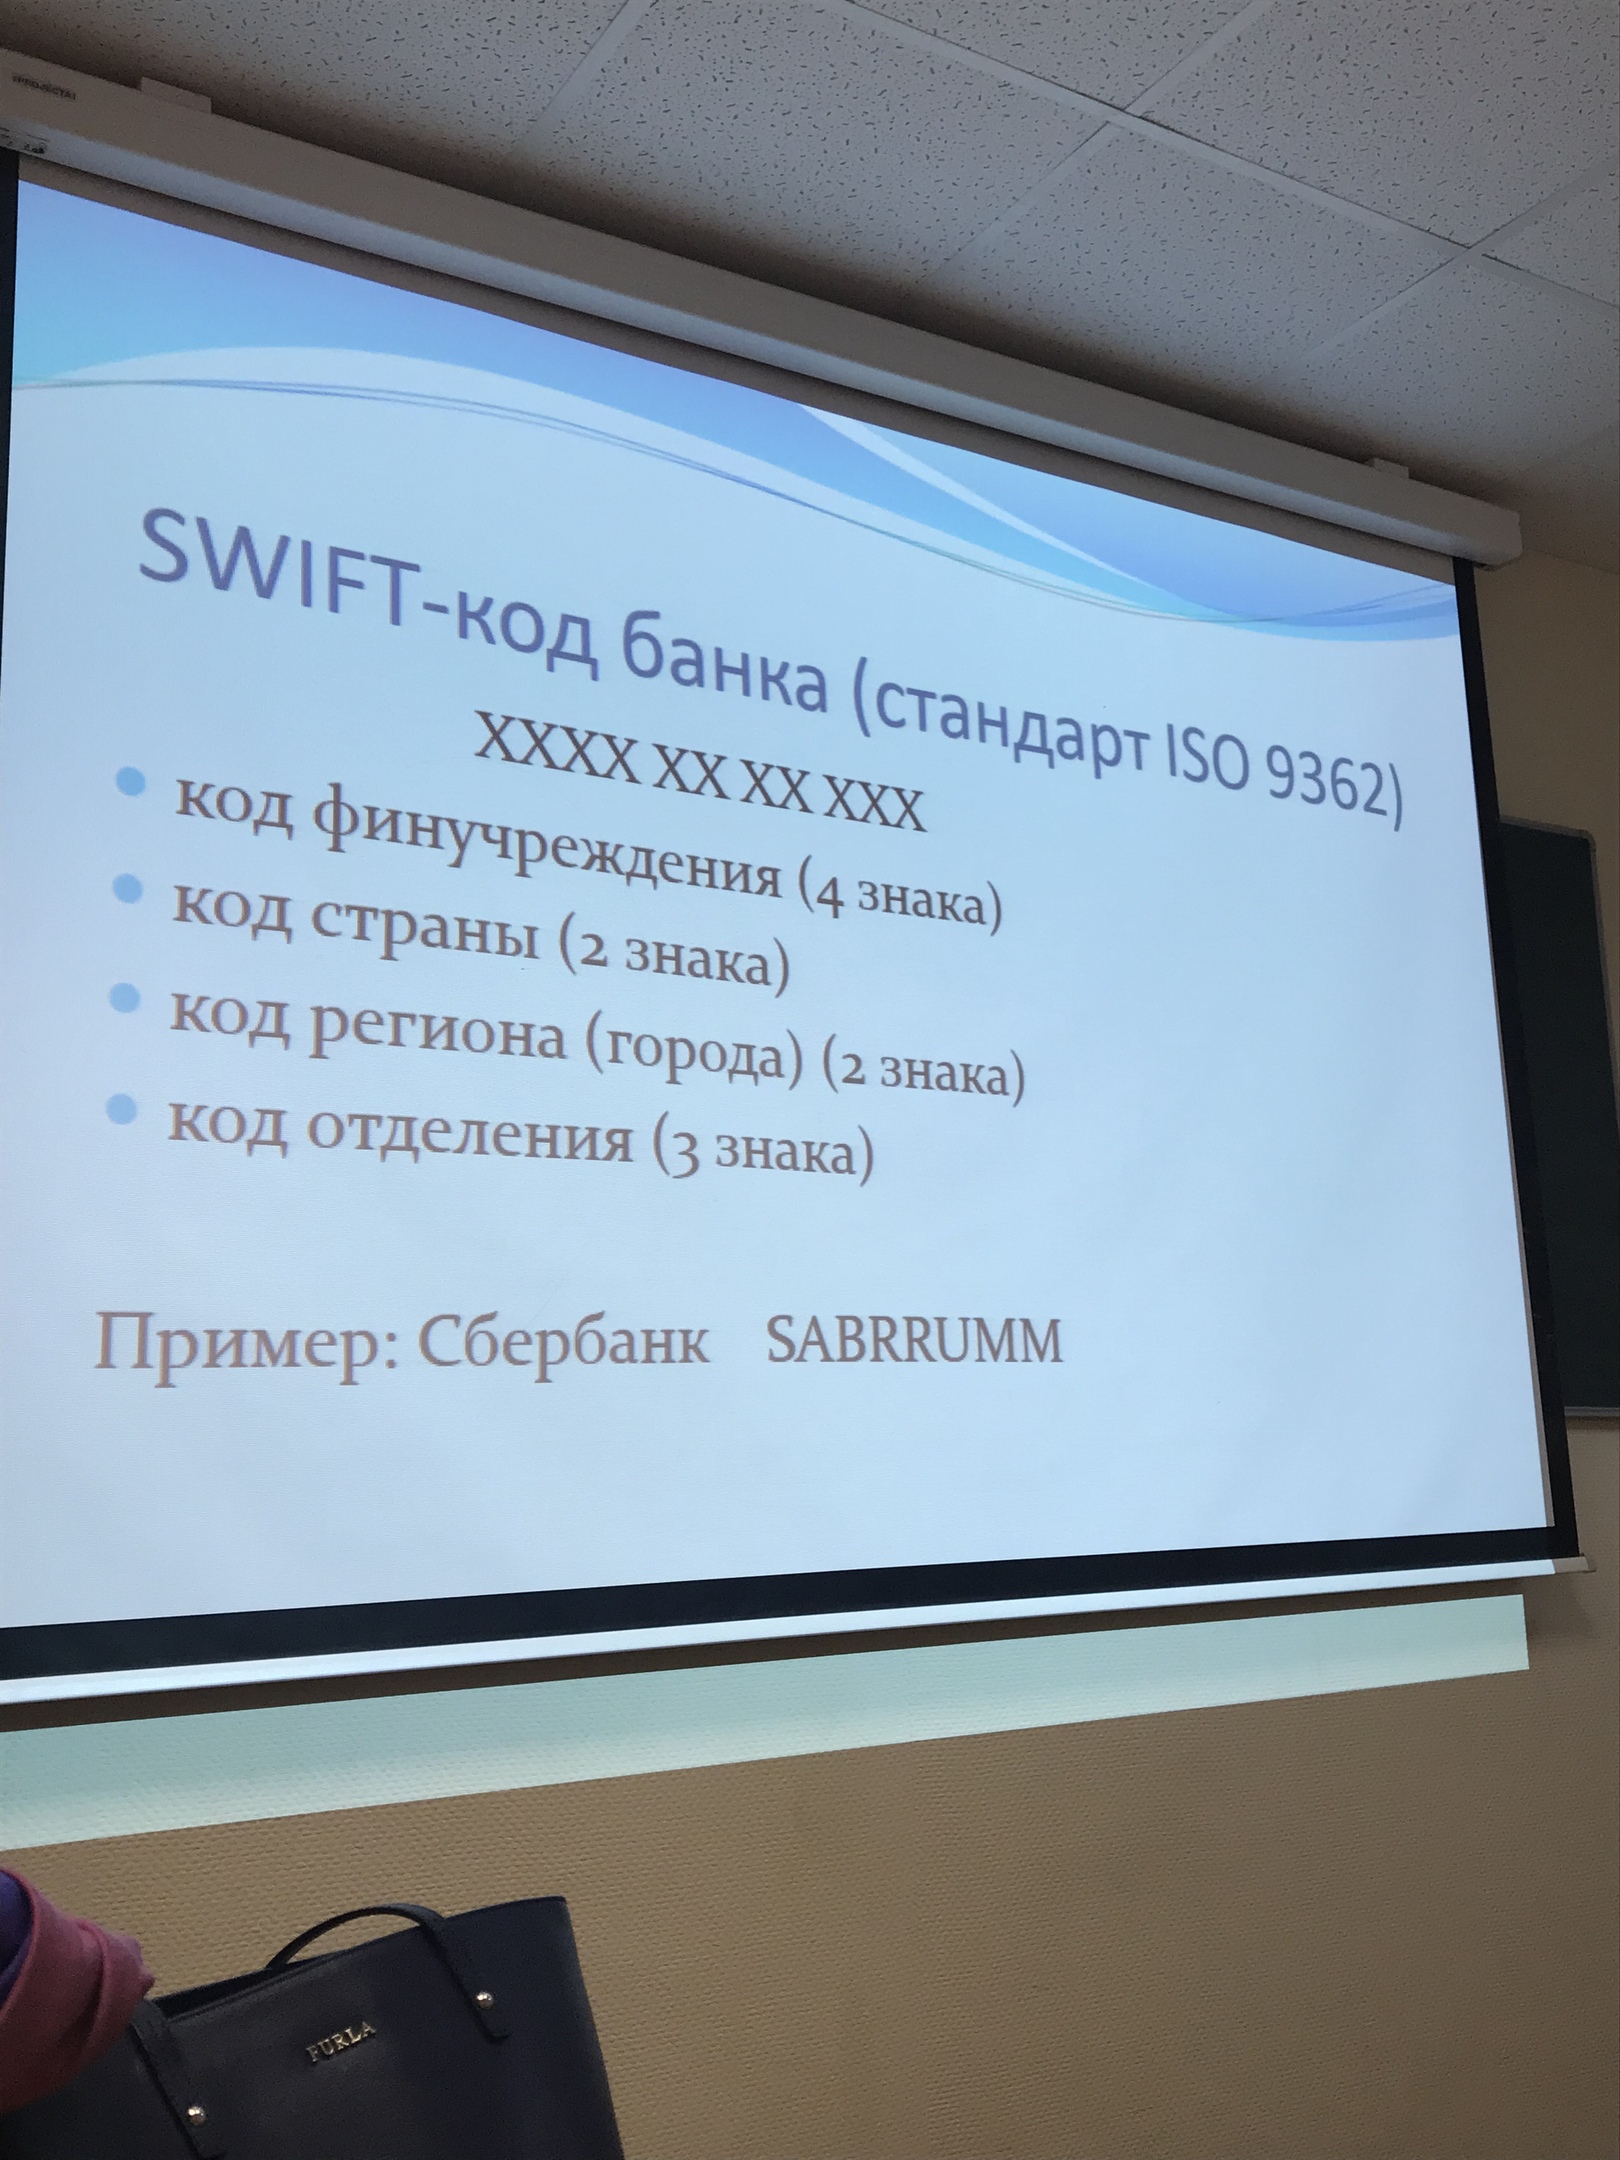 SWIFT-код банка (стандарт ISO 9362)
XXXX XX XX XXX
• код финучреждения (4 знака)
• код страны (2 знака)
• код региона (города) (2 знака)
• код отделения (3 знака)
Пример: Сбербанк SABRRUMM
FURLA